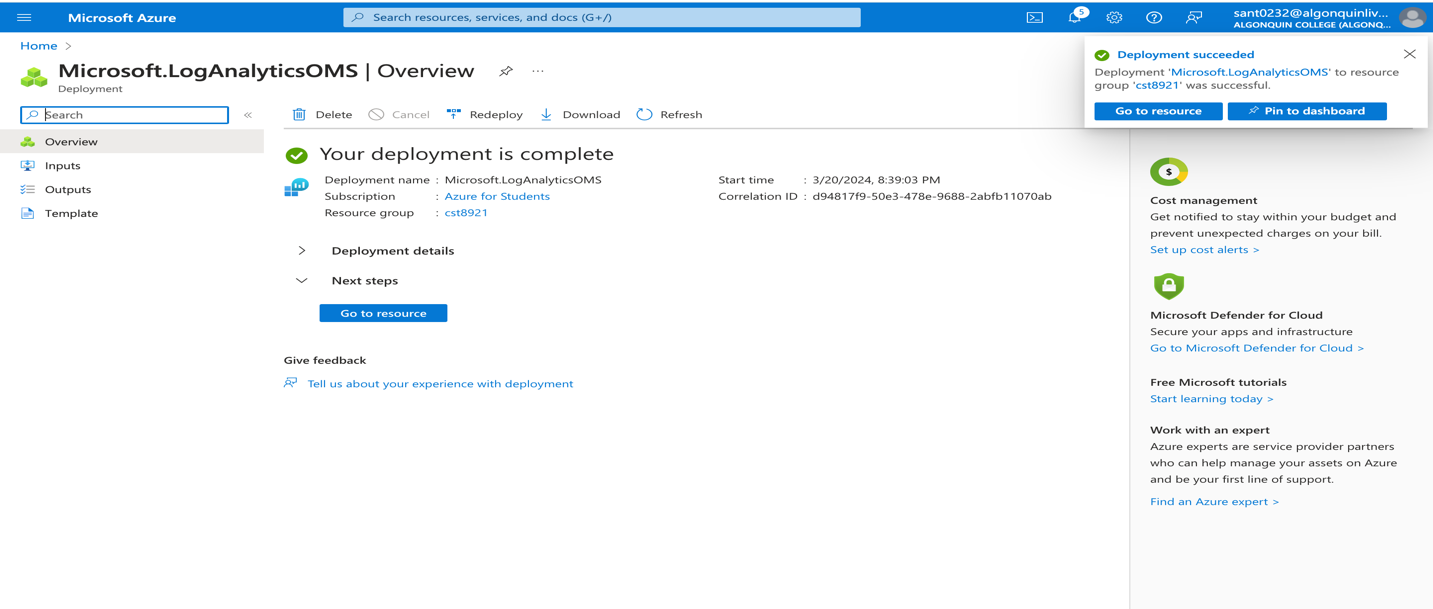 Microsoft Azure
Search resources, services, and docs (G+/)
5
sant0232@algonquinliv...
ALGONQUIN COLLEGE (ALGONQ...
Home >
Microsoft.LogAnalyticsOMS | Overview
Deployment
Deployment succeeded
Deployment 'Microsoft.LogAnalyticsOMS' to resource
group 'cst8921' was successful.
Go to resource
Pin to dashboard
Search
Overview
Inputs
Outputs
Template
Delete
Cancel
Redeploy
Download
Refresh
Your deployment is complete
Deployment name : Microsoft.LogAnalyticsOMS
Subscription : Azure for Students
Resource group : cst8921
Start time : 3/20/2024, 8:39:03 PM
Correlation ID : d94817f9-50e3-478e-9688-2abfb11070ab
Deployment details
Next steps
Go to resource
Give feedback
Tell us about your experience with deployment
$
Cost management
Get notified to stay within your budget and
prevent unexpected charges on your bill.
Set up cost alerts >
Microsoft Defender for Cloud
Secure your apps and infrastructure
Go to Microsoft Defender for Cloud >
Free Microsoft tutorials
Start learning today >
Work with an expert
Azure experts are service provider partners
who can help manage your assets on Azure
and be your first line of support.
Find an Azure expert >